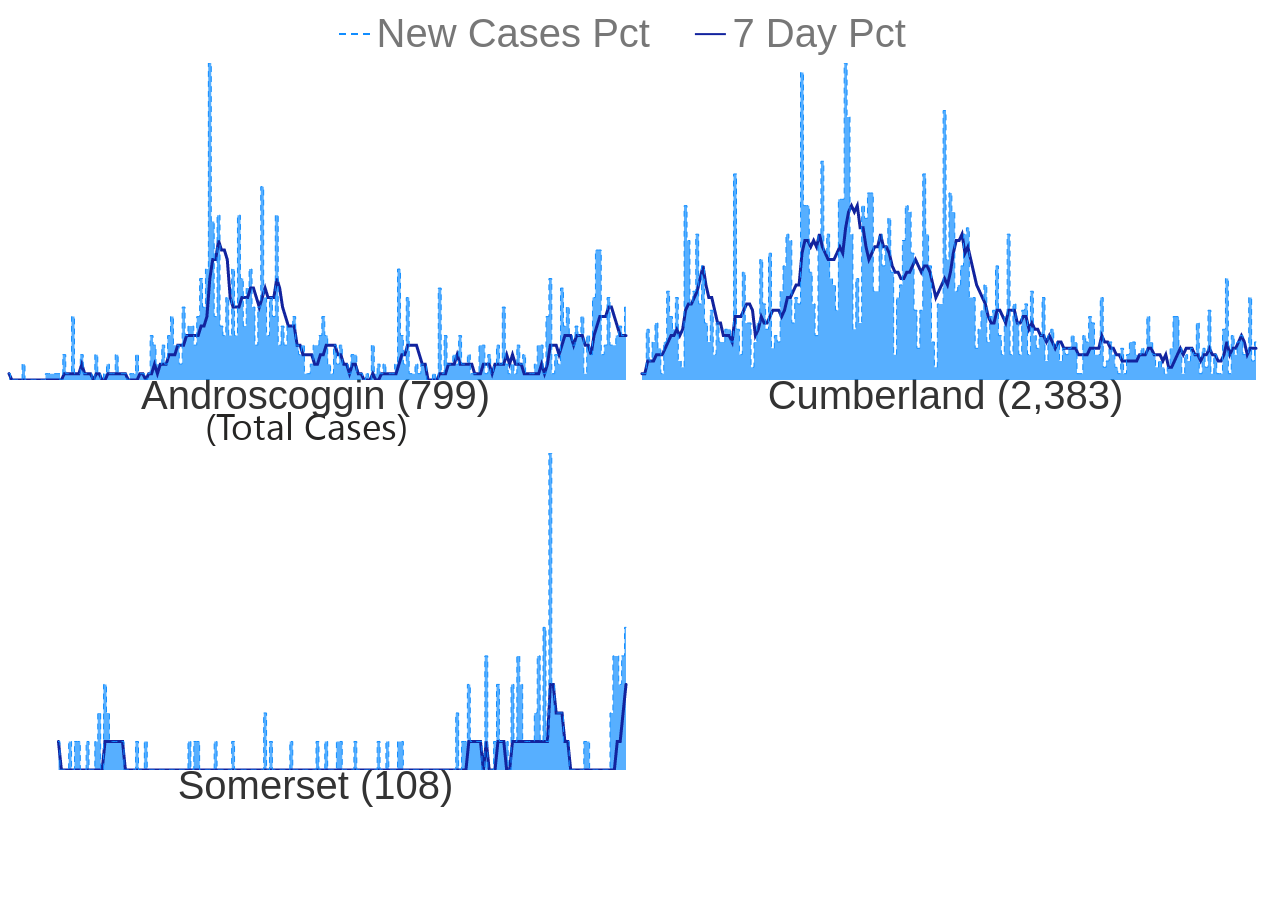 New Cases Pct 7 Day Pct
Androscoggin (799)
(Total Cases)
Cumberland (2,383)
Somerset (108)